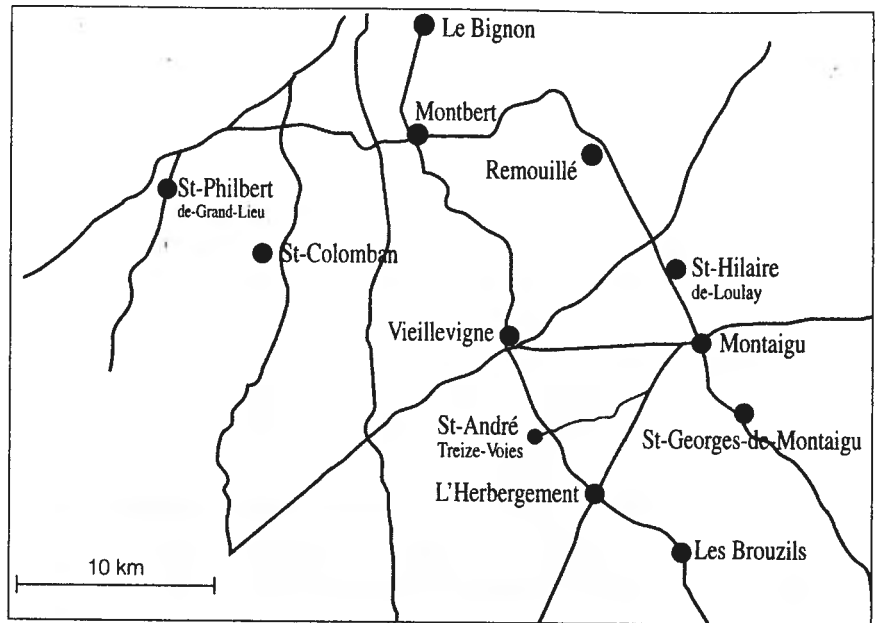 Le Bignon
Montbert
Remouillé
St-Philbert
de-Grand-Lieu
St-Colomban
St-Hilaire
de-Loulay
Vieillevigne
Montaigu
St-André
Treize-Voies
St-Georges-de-Montaigu
L'Herbergement
Les Brouzils
10 km